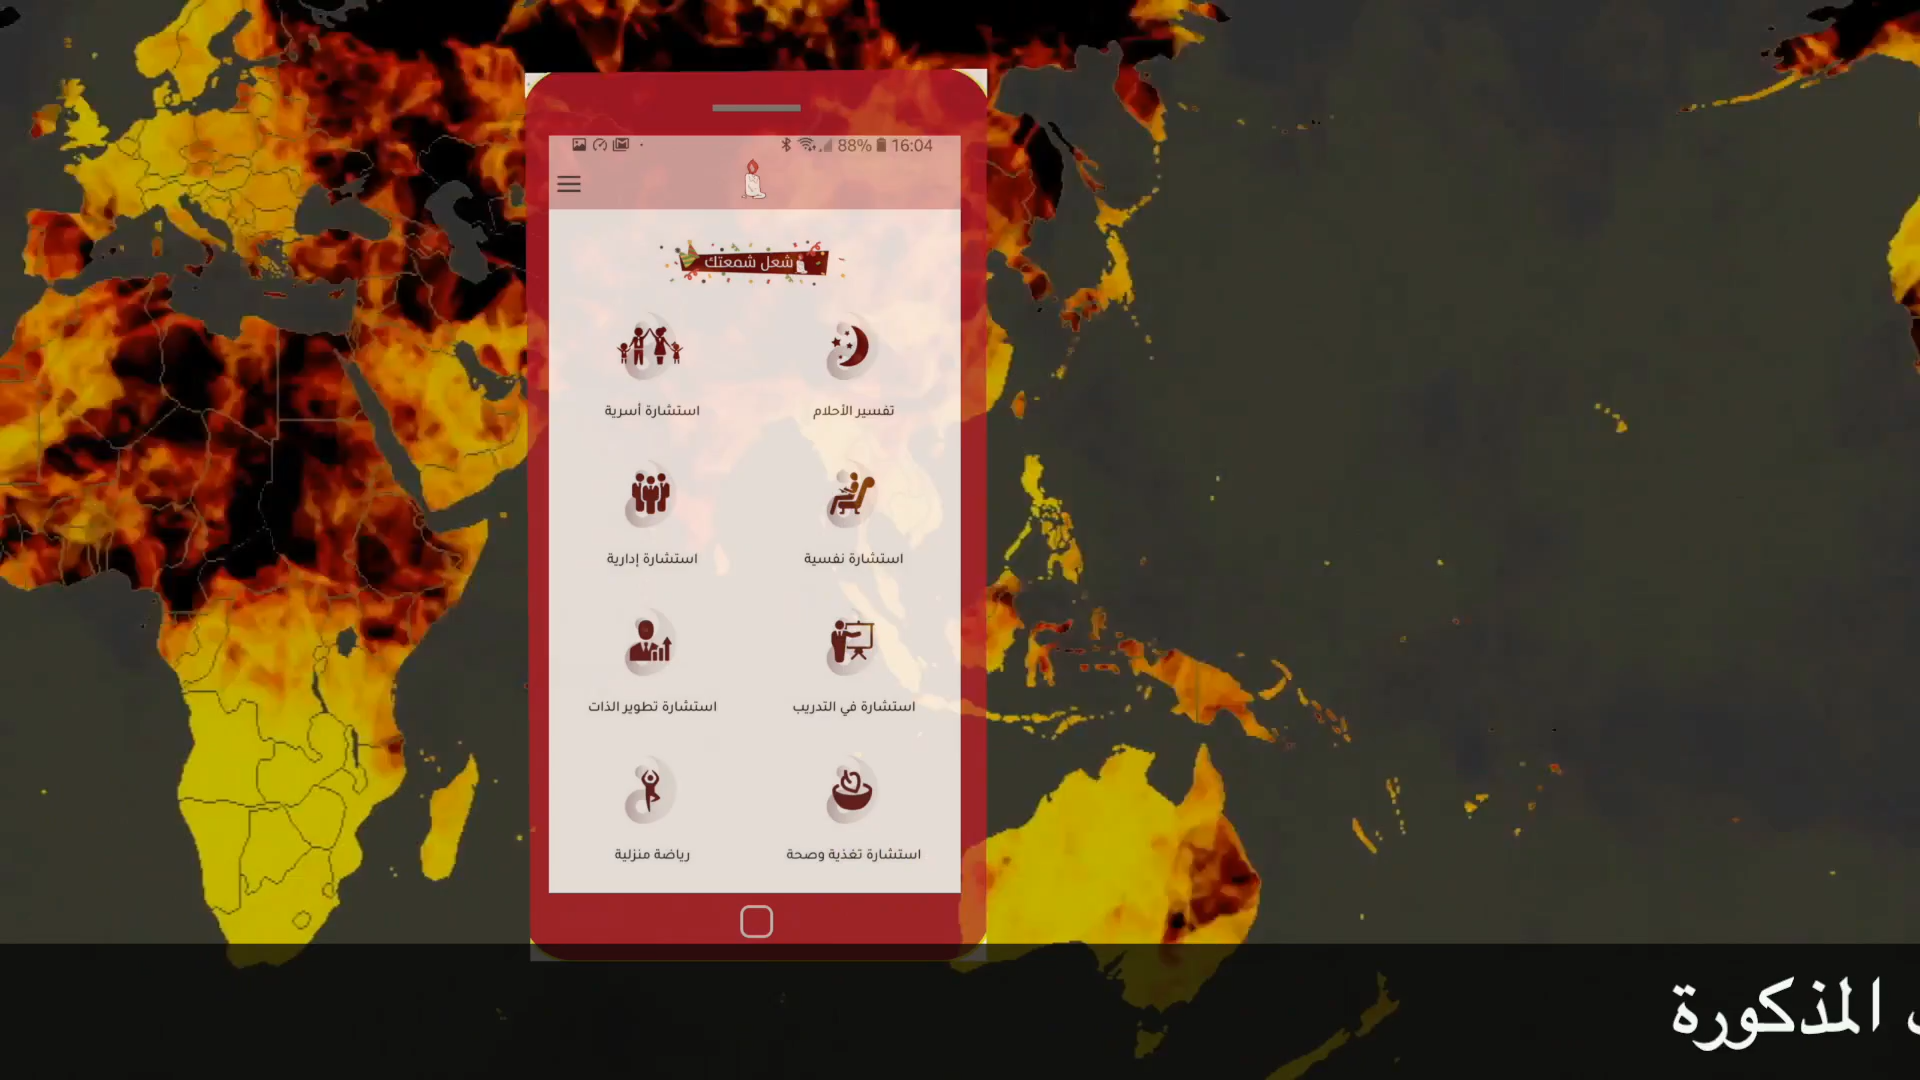 88% 16:04
شعل شمعتك
تفسير الأحلام
استشارة أسرية
استشارة نفسية
استشارة إدارية
استشارة في التدريب
استشارة تطوير الذات
استشارة تغذية وصحة
رياضة منزلية
المذكورة